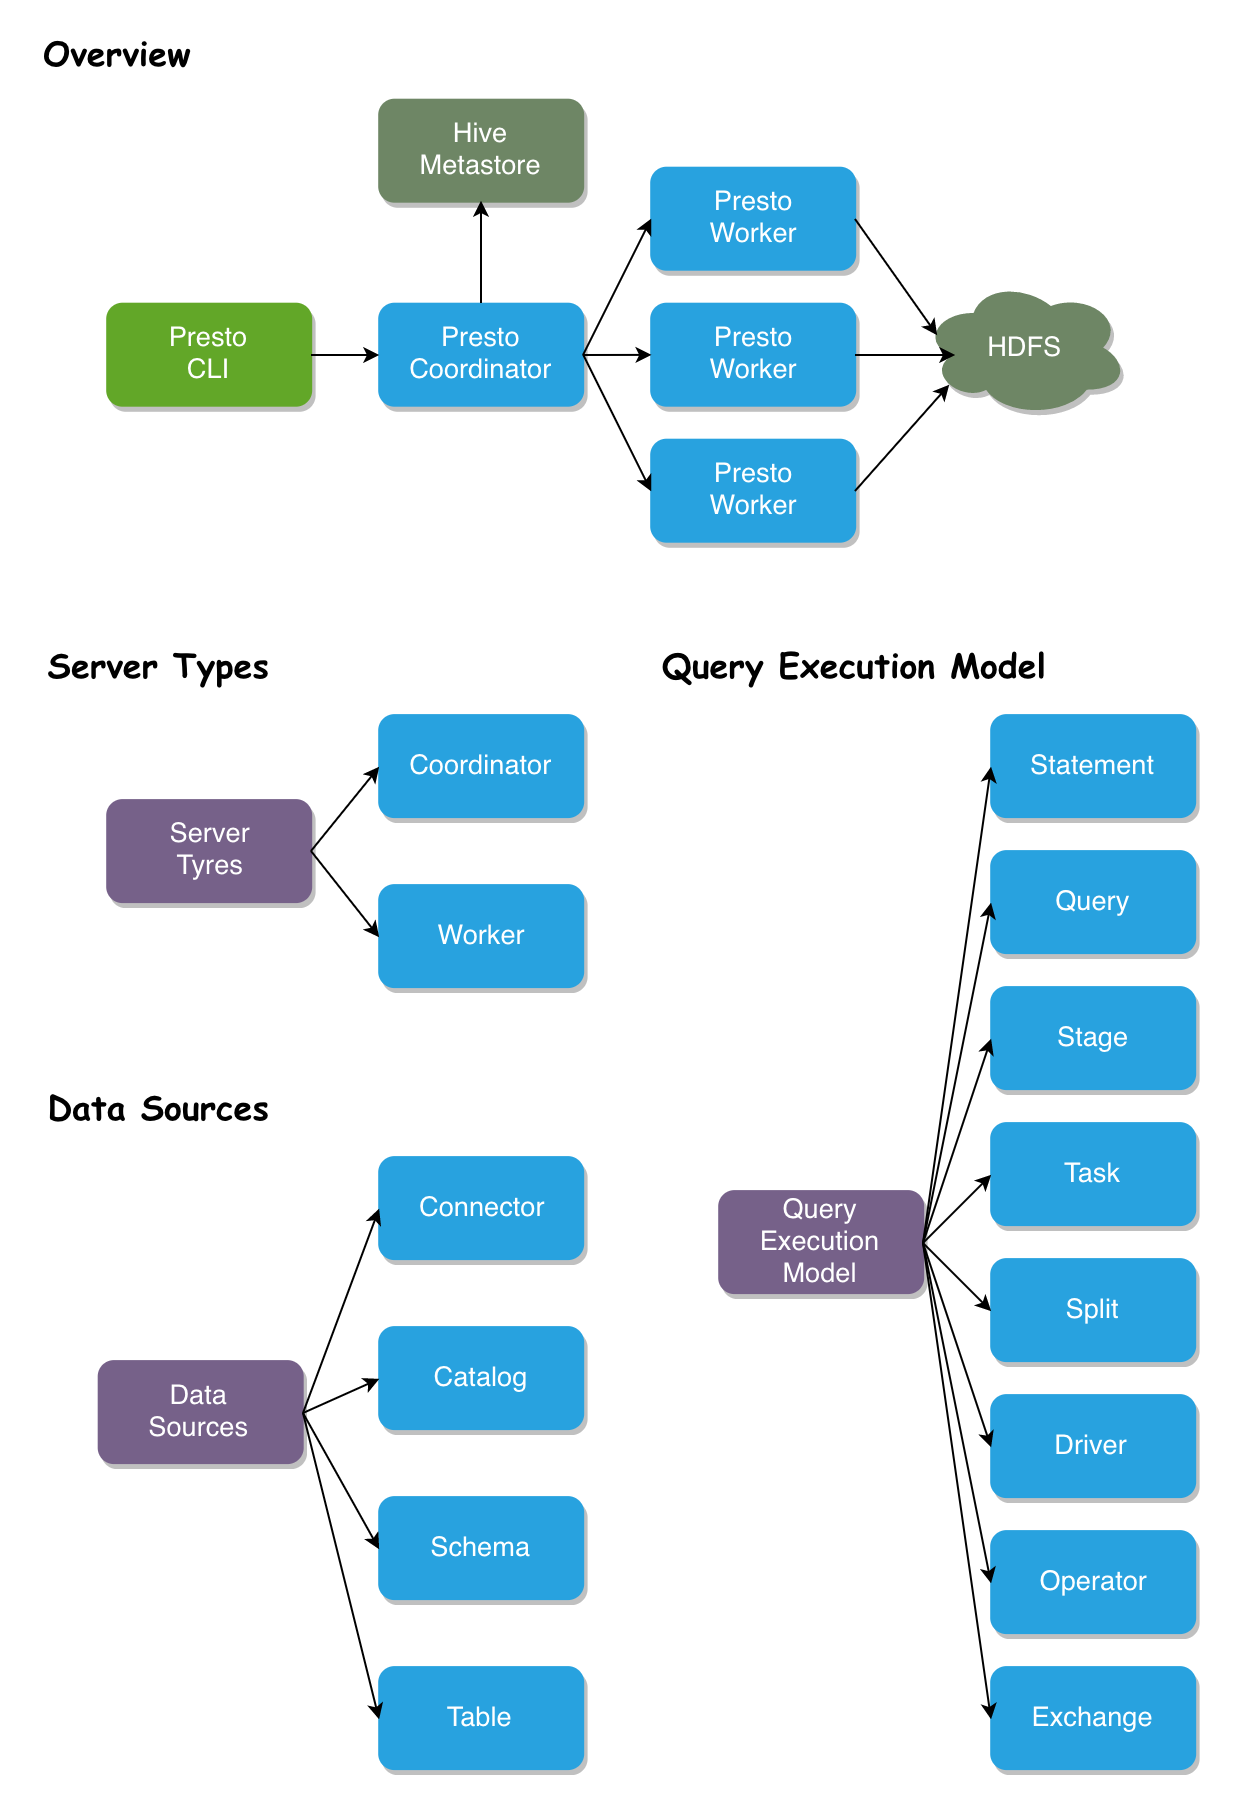 Overview
Hive
Metastore
Presto
Worker
Presto
CLI
Presto
Coordinator
Presto
Worker
HDFS
Presto
Worker
Server Types
Coordinator
Server
Tyres
Worker
Data Sources
Connector
Catalog
Data
Sources
Schema
Table
Query Execution Model
Statement
Query
Stage
Task
Query
Execution
Model
Split
Driver
Operator
Exchange